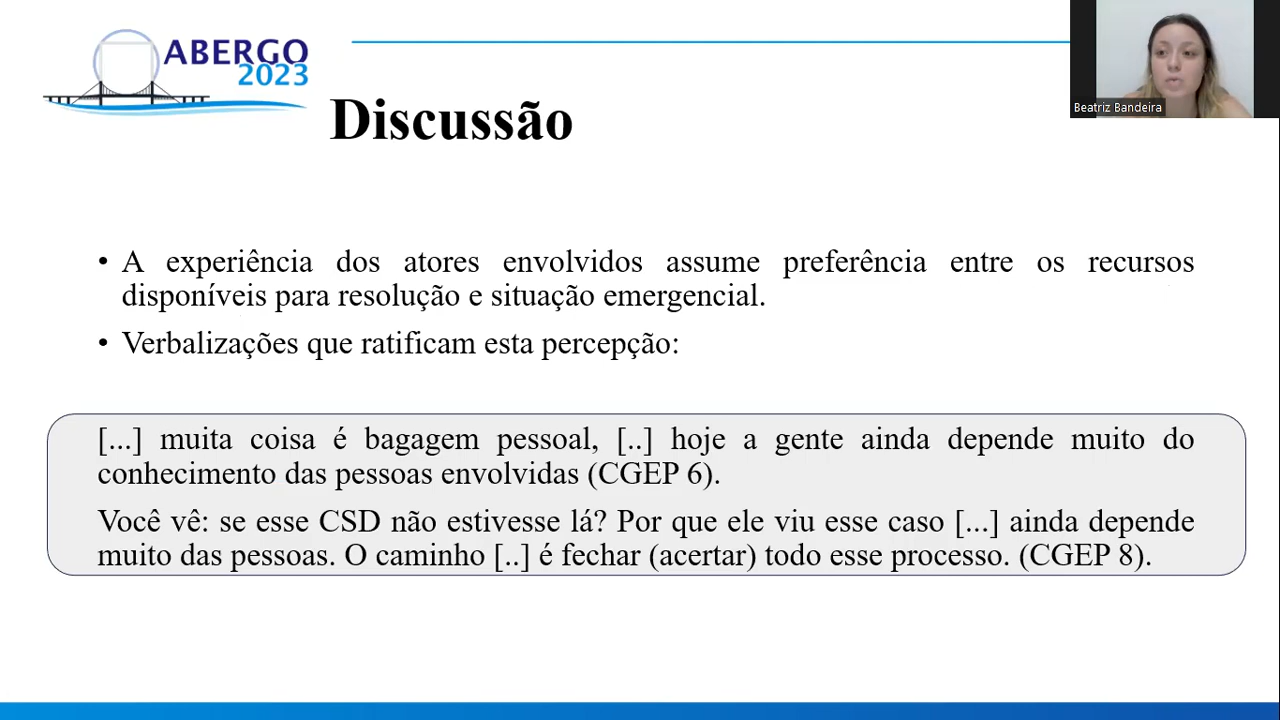 ABERGO
2023
Beatriz Bandeira
Discussão
• A experiência dos atores envolvidos assume preferência entre os recursos
disponíveis para resolução e situação emergencial.
• Verbalizações que ratificam esta percepção:
[...] muita coisa é bagagem pessoal, [..] hoje a gente ainda depende muito do
conhecimento das pessoas envolvidas (CGEP 6).
Você vê: se esse CSD não estivesse lá? Por que ele viu esse caso [...] ainda depende
muito das pessoas. O caminho [..] é fechar (acertar) todo esse processo. (CGEP 8).